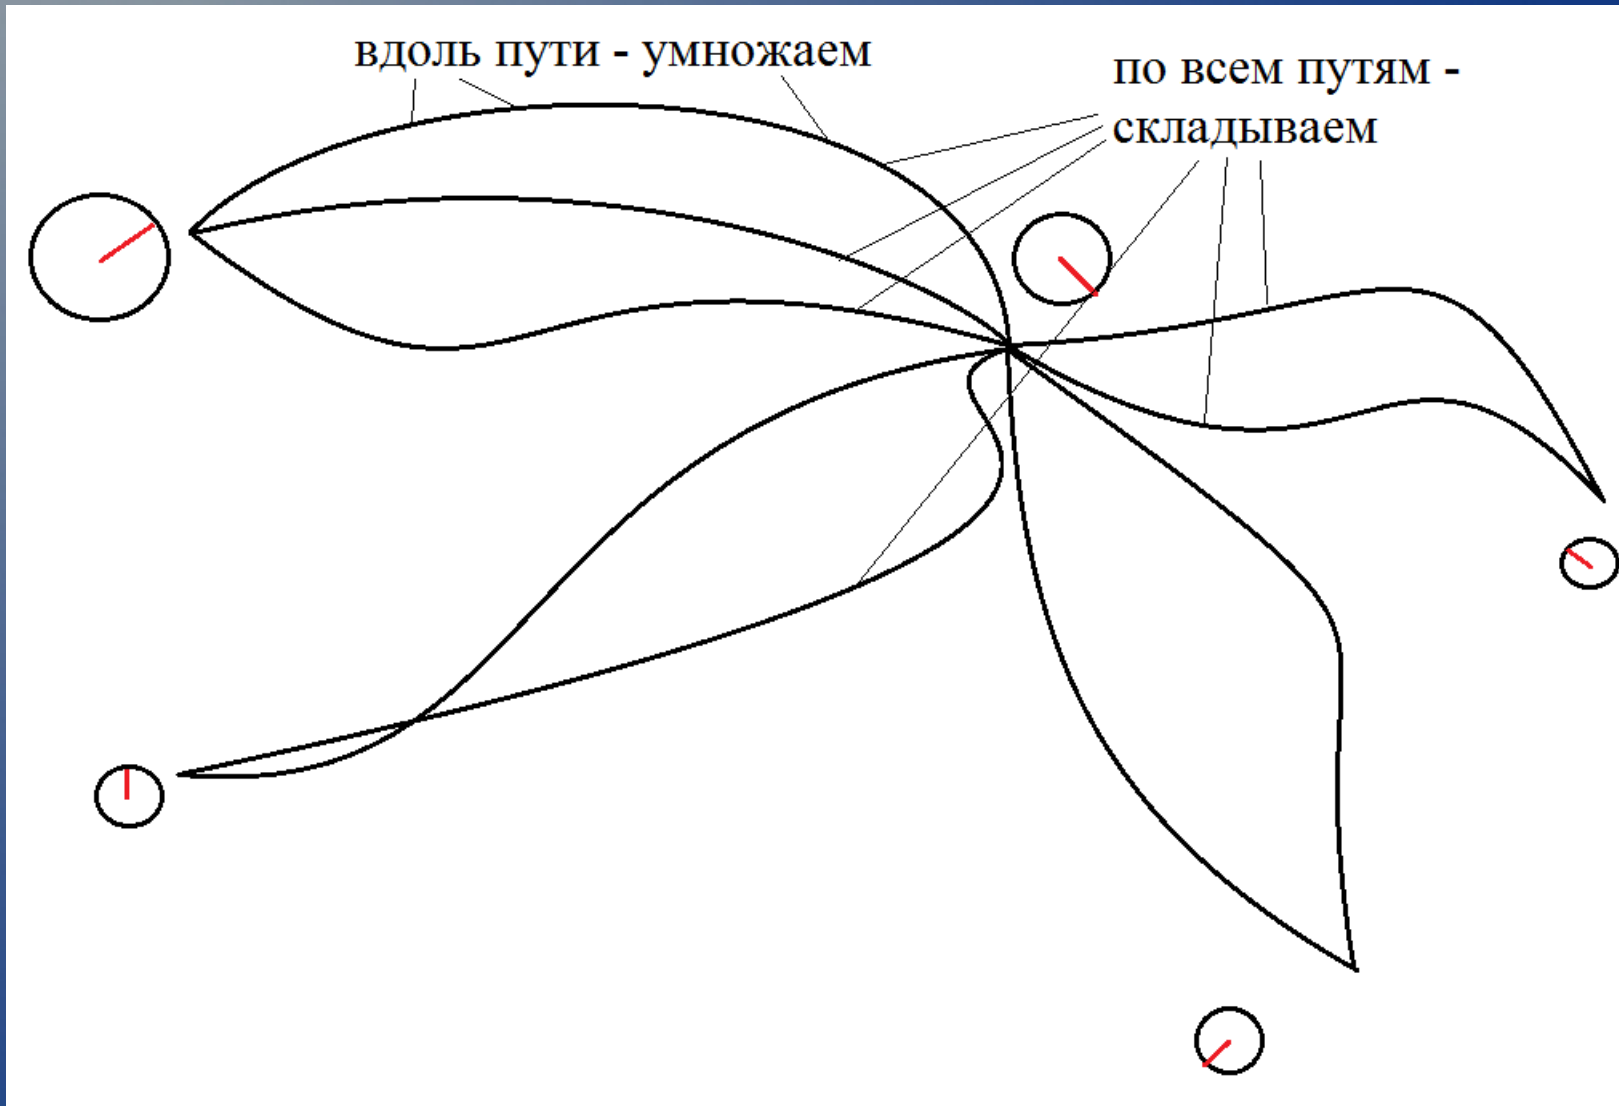 вдоль пути - умножаем
по всем путям -
складываем